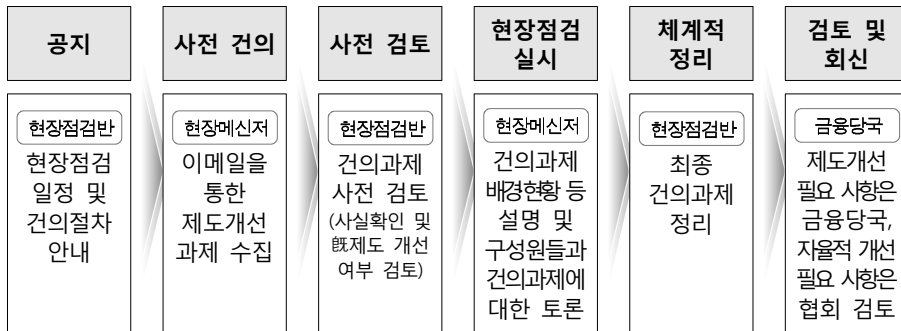 공지
사전 건의
사전 검토
현장점검
실시
체계적
정리
검토 및
회신
현장점검반
현장점검
일정 및
건의절차
안내
현장메신저
이메일을
통한
제도개선
과제 수집
현장점검반
건의과제
사전 검토
(사실확인 및
旣제도 개선
여부 검토)
현장메신저
건의과제
배경현황 등
설명 및
구성원들과
건의과제에
대한 토론
현장점검반
최종
건의과제
정리
금융당국
제도개선
필요 사항은
금융당국,
자율적 개선
필요 사항은
협회 검토